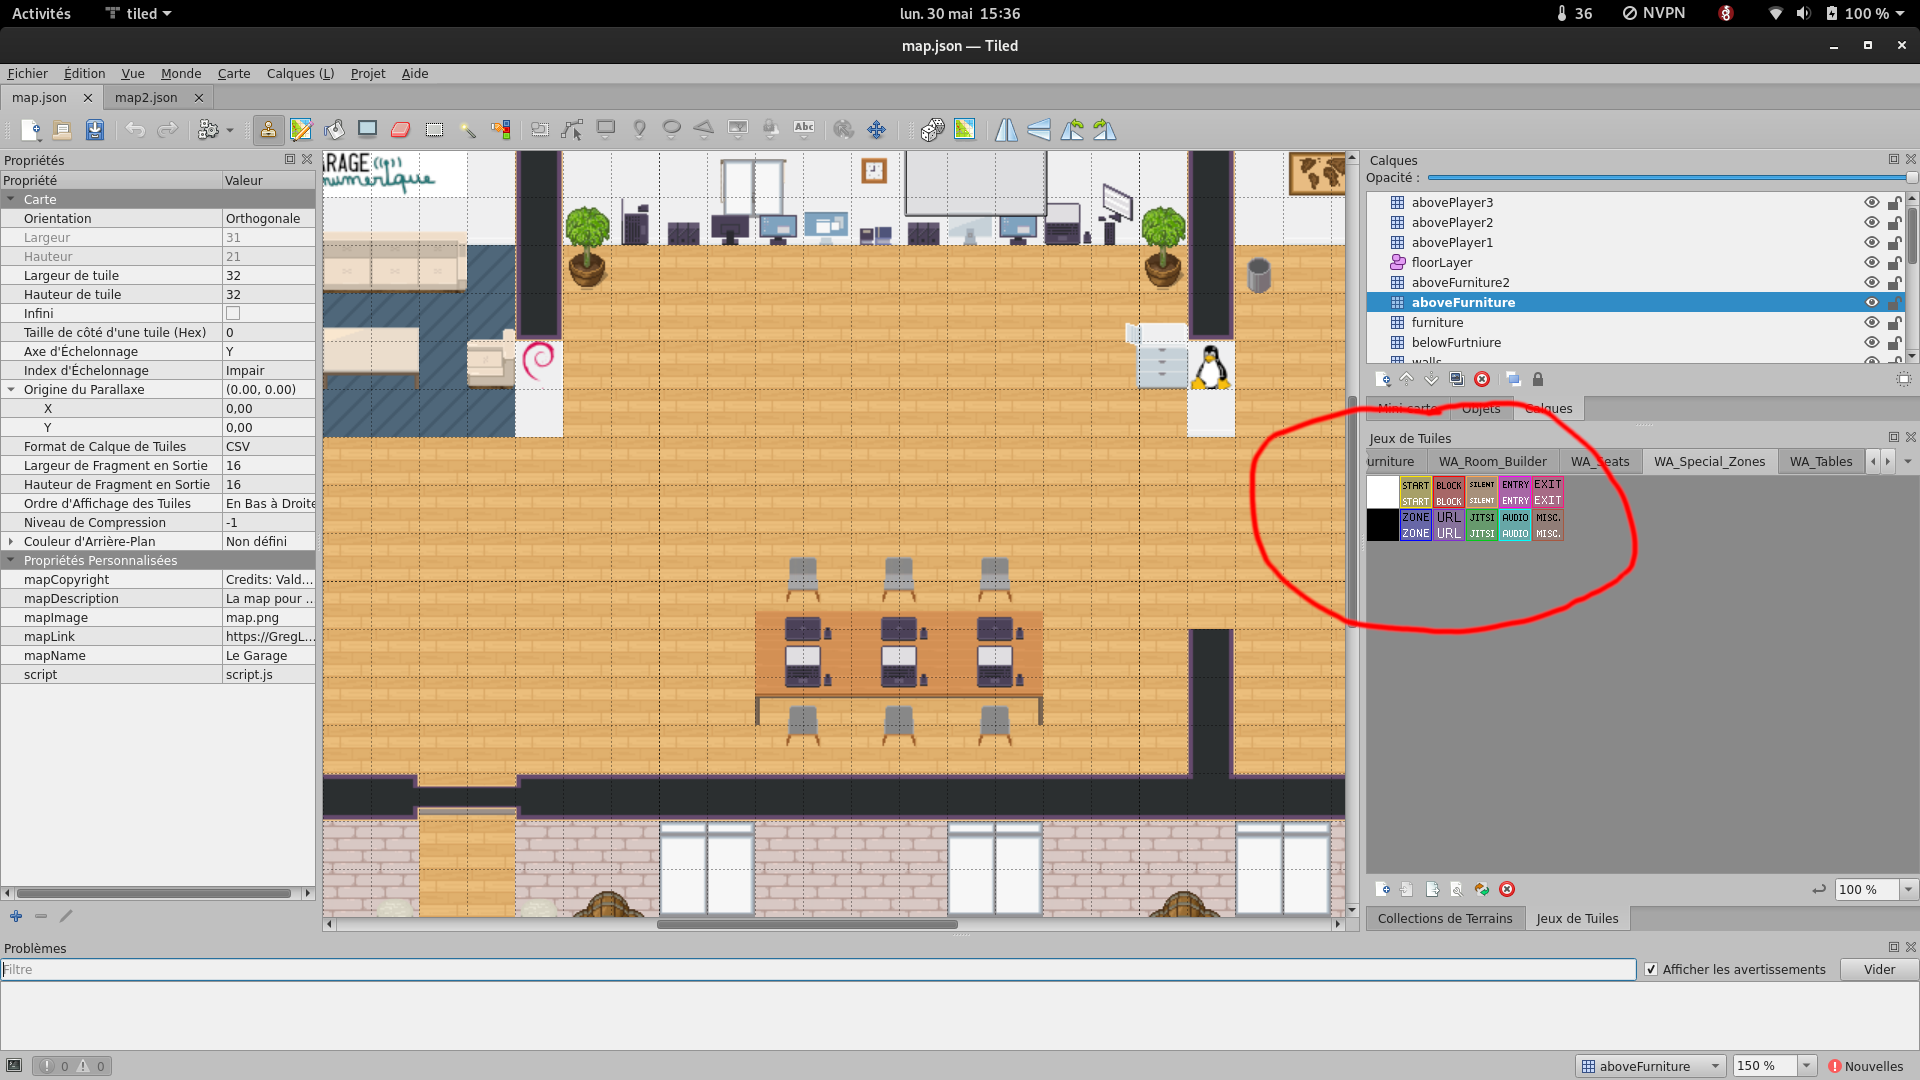 Activités
tiled
lun. 30 mai 15:36
36
NVPN
100 %
map.json — Tiled
Fichier Édition Vue Monde Carte Calques (L) Projet Aide
map.json
map2.json
Abc
Propriétés
Propriété Valeur
Carte
Orientation Orthogonale
Largeur 31
Hauteur 21
Largeur de tuile 32
Hauteur de tuile 32
Infini
Taille de côté d'une tuile (Hex) 0
Axe d'Échelonnage Y
Index d'Échelonnage Impair
Origine du Parallaxe (0.00, 0.00)
X 0,00
Y 0,00
Format de Calque de Tuiles CSV
Largeur de Fragment en Sortie 16
Hauteur de Fragment en Sortie 16
Ordre d'Affichage des Tuiles En Bas à Droite
Niveau de Compression -1
Couleur d'Arrière-Plan Non défini
Propriétés Personnalisées
mapCopyright Credits: Vald...
mapDescription La map pour ...
mapImage map.png
mapLink https://GregL...
mapName Le Garage
script script.js
RAGE
numérique
Calques
Opacité :
abovePlayer3
abovePlayer2
abovePlayer1
floorLayer
aboveFurniture2
aboveFurniture
furniture
belowFurtniure
walls
Mini-carte Objets Calques
Jeux de Tuiles
urniture WA_Room_Builder WA_Seats WA_Special_Zones WA_Tables
START BLOCK SILENT ENTRY EXIT
START BLOCK SILENT ENTRY EXIT
ZONE URL JITSI AUDIO MISC.
ZONE URL JITSI AUDIO MISC.
100 %
Collections de Terrains Jeux de Tuiles
Problèmes
Filtre
Afficher les avertissements
Vider
0 0
aboveFurniture
150 %
Nouvelles